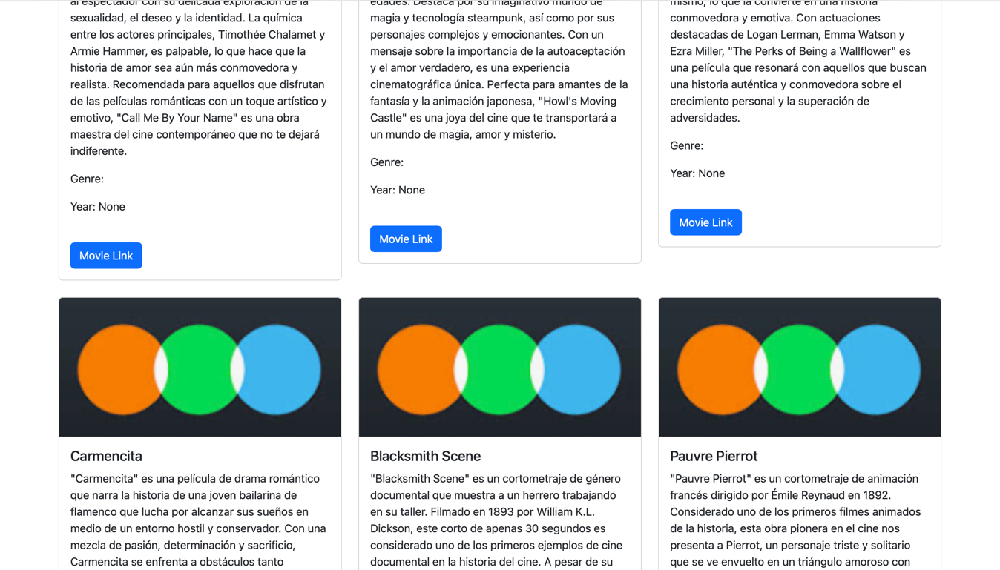 al espectador con su delicada exploración de la
sexualidad, el deseo y la identidad. La química
entre los actores principales, Timothée Chalamet y
Armie Hammer, es palpable, lo que hace que la
historia de amor sea aún más conmovedora y
realista. Recomendada para aquellos que disfrutan
de las películas románticas con un toque artístico y
emotivo, "Call Me By Your Name" es una obra
maestra del cine contemporáneo que no te dejará
indiferente.
Genre:
Year: None
Movie Link
edades. Destaca por su imaginativo mundo de
magia y tecnología steampunk, así como por sus
personajes complejos y emocionantes. Con un
mensaje sobre la importancia de la autoaceptación
y el amor verdadero, es una experiencia
cinematográfica única. Perfecta para amantes de la
fantasía y la animación japonesa, "Howl's Moving
Castle" es una joya del cine que te transportará a
un mundo de magia, amor y misterio.
Genre:
Year: None
Movie Link
mismo, lo que la convierte en una historia
conmovedora y emotiva. Con actuaciones
destacadas de Logan Lerman, Emma Watson y
Ezra Miller, "The Perks of Being a Wallflower" es
una película que resonará con aquellos que buscan
una historia auténtica y conmovedora sobre el
crecimiento personal y la superación de
adversidades.
Genre:
Year: None
Movie Link
Carmencita
"Carmencita" es una película de drama romántico
que narra la historia de una joven bailarina de
flamenco que lucha por alcanzar sus sueños en
medio de un entorno hostil y conservador. Con una
mezcla de pasión, determinación y sacrificio,
Carmencita se enfrenta a obstáculos tanto
Blacksmith Scene
"Blacksmith Scene" es un cortometraje de género
documental que muestra a un herrero trabajando
en su taller. Filmado en 1893 por William K.L.
Dickson, este corto de apenas 30 segundos es
considerado uno de los primeros ejemplos de cine
documental en la historia del cine. A pesar de su
Pauvre Pierrot
"Pauvre Pierrot" es un cortometraje de animación
francés dirigido por Émile Reynaud en 1892.
Considerado uno de los primeros filmes animados
de la historia, esta obra pionera en el cine nos
presenta a Pierrot, un personaje triste y solitario
que se ve envuelto en un triángulo amoroso con